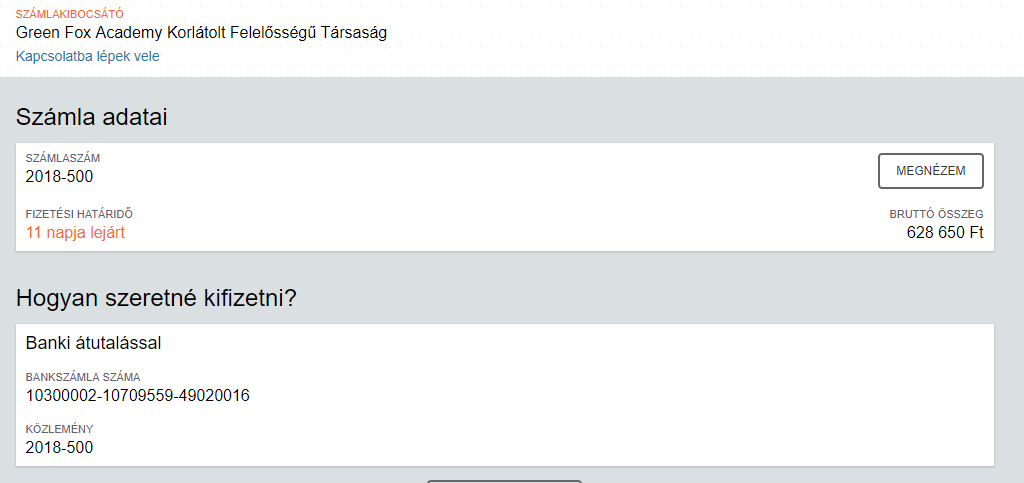 SZÁMLAKIBOCSÁTÓ
Green Fox Academy Korlátolt Felelősségű Társaság
Kapcsolatba lépek vele
Számla adatai
SZÁMLASZÁM
2018-500
MEGNÉZEM
FIZETÉSI HATÁRIDŐ
11 napja lejárt
BRUTTÓ ÖSSZEG
628 650 Ft
Hogyan szeretné kifizetni?
Banki átutalással
BANKSZÁMLA SZÁMA
10300002-10709559-49020016
KÖZLEMÉNY
2018-500